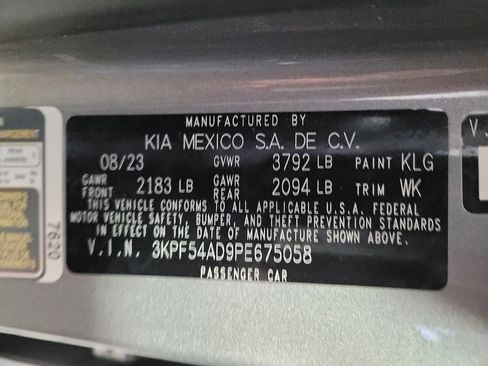 MANUFACTURED BY
KIA MEXICO S.A. DE C.V.
08/23 GVWR 3792 LB PAINT KLG
GAWR FRONT 2183 LB GAWR REAR 2094 LB TRIM WK
THIS VEHICLE CONFORMS TO ALL APPLICABLE U.S.A. FEDERAL
MOTOR VEHICLE SAFETY, BUMPER, AND THEFT PREVENTION STANDARDS
IN EFFECT ON THE DATE OF MANUFACTURE SHOWN ABOVE.
V.I.N. 3KPF54AD9PE675058
PASSENGER CAR
7620